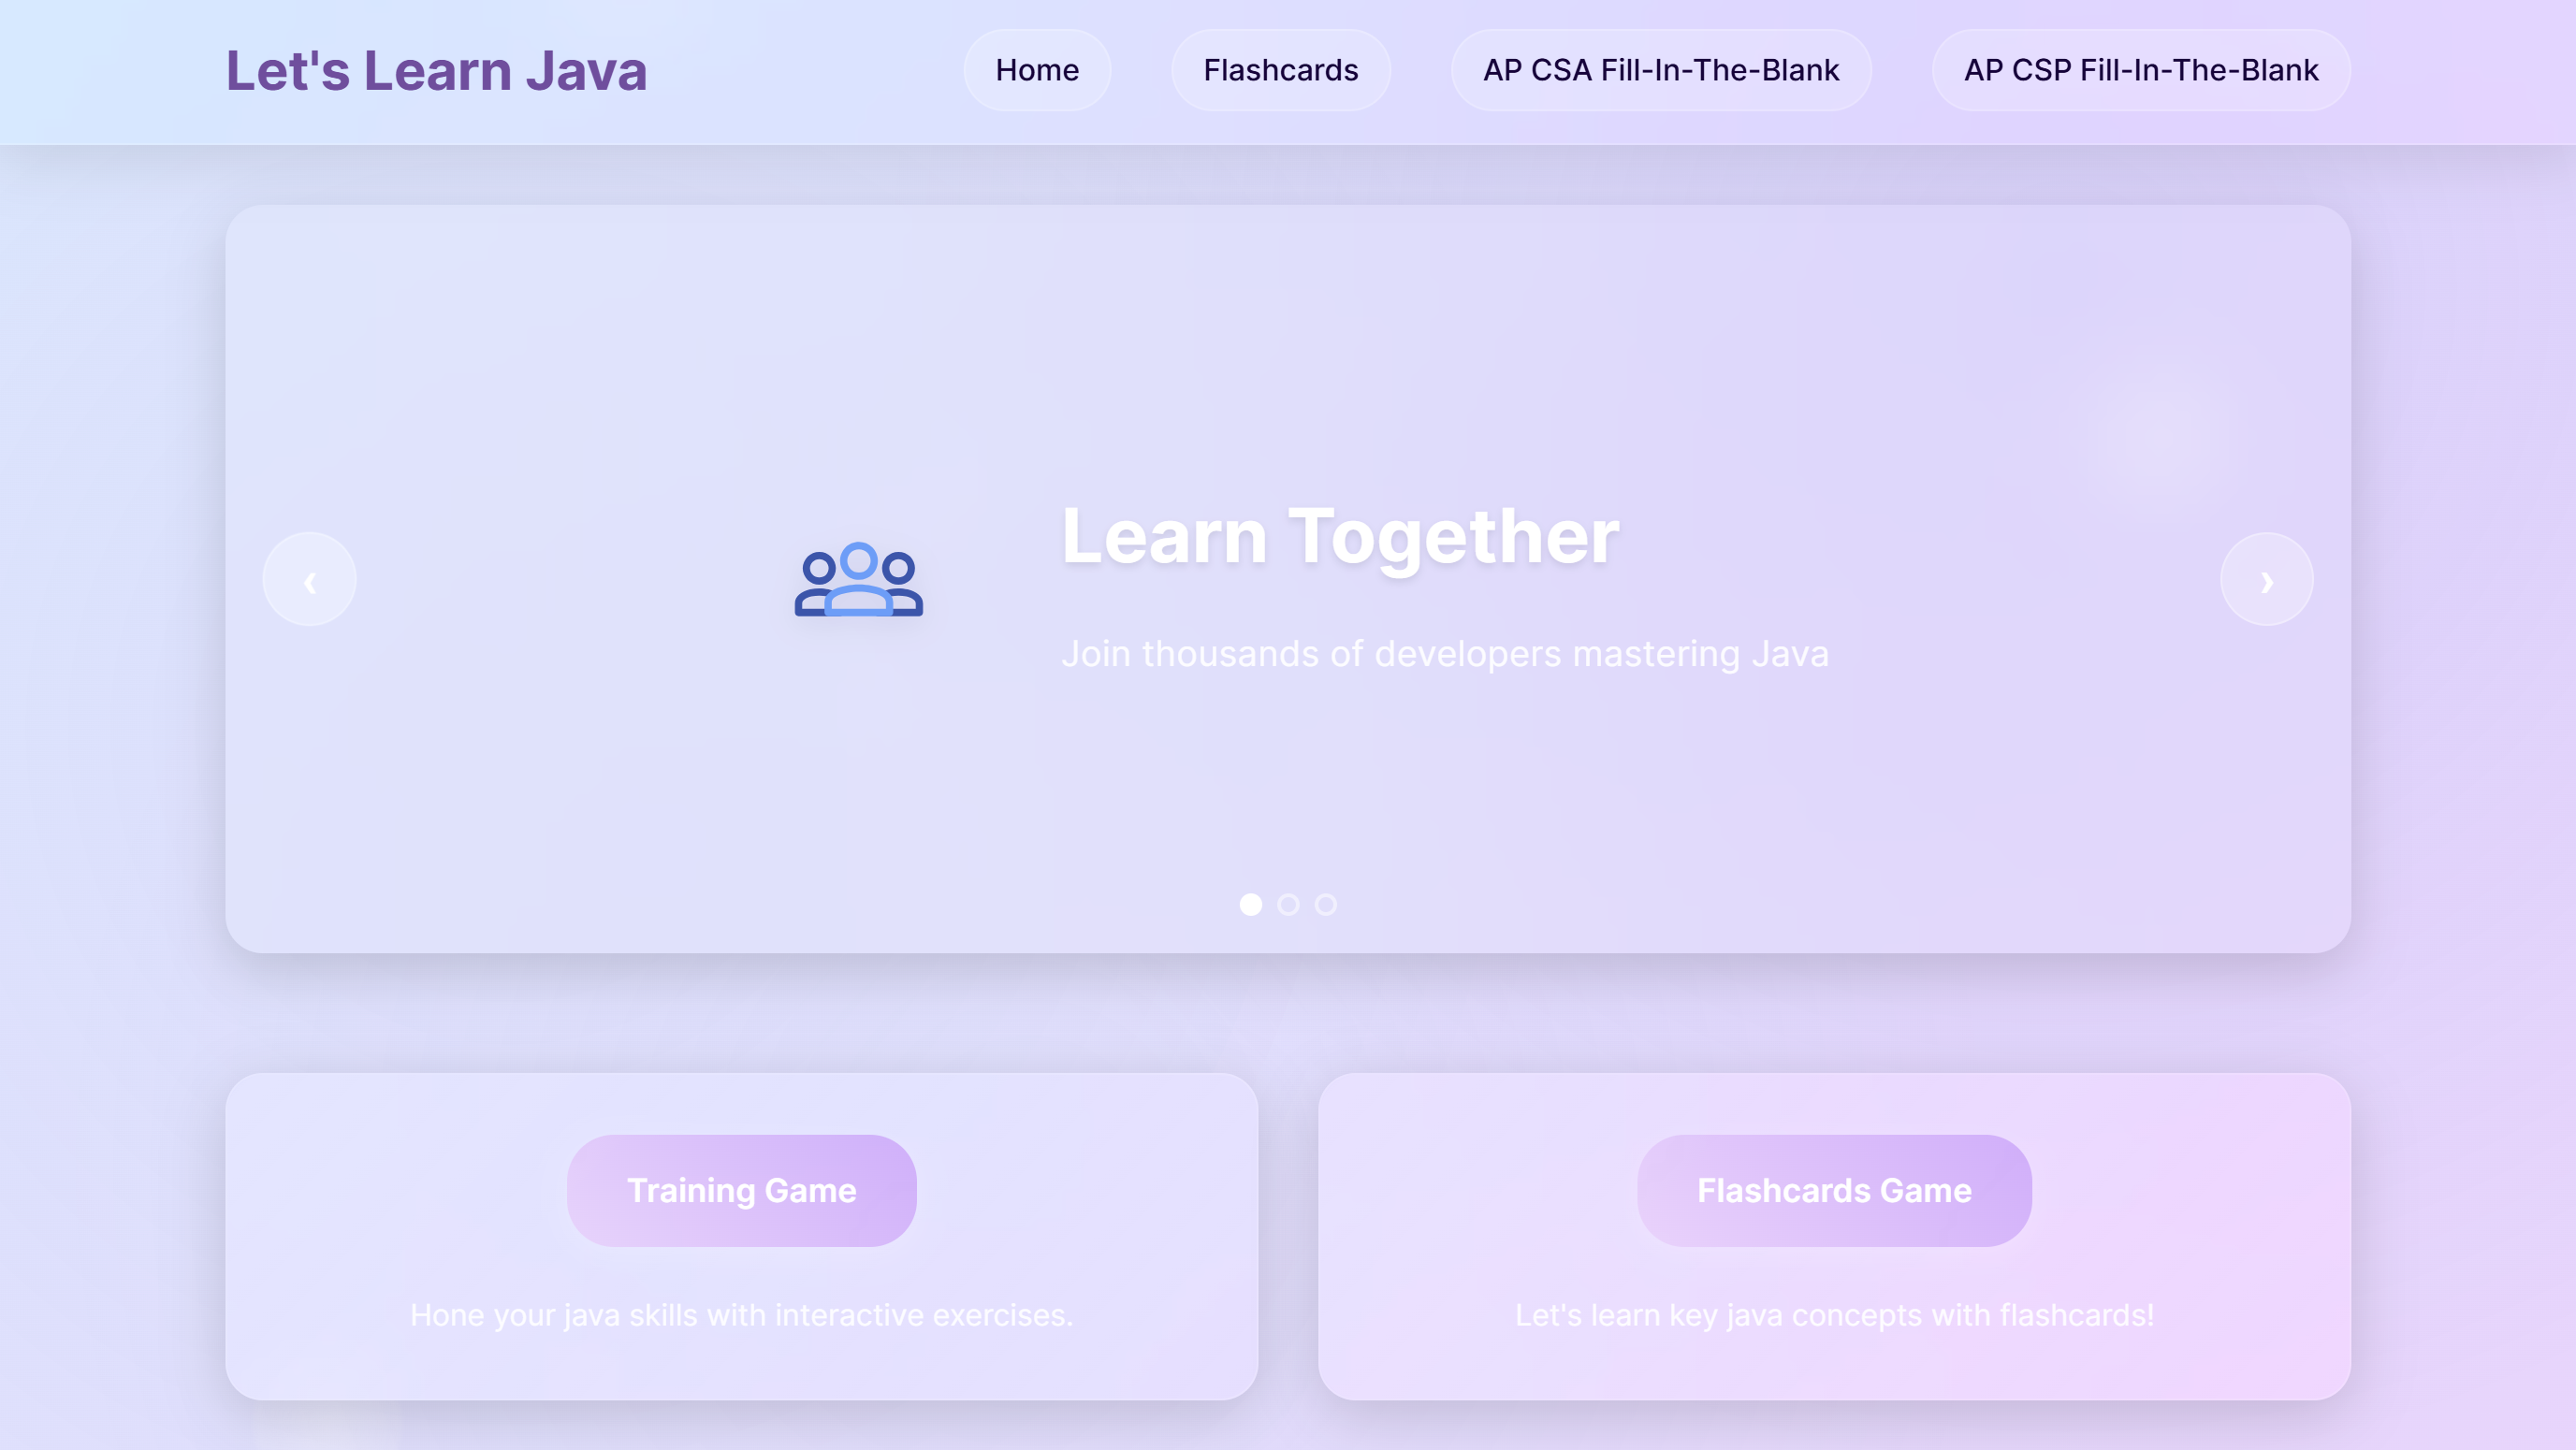 Let's Learn Java
Home
Flashcards
AP CSA Fill-In-The-Blank
AP CSP Fill-In-The-Blank
Learn Together
Join thousands of developers mastering Java
‹
›
Training Game
Hone your java skills with interactive exercises.
Flashcards Game
Let's learn key java concepts with flashcards!